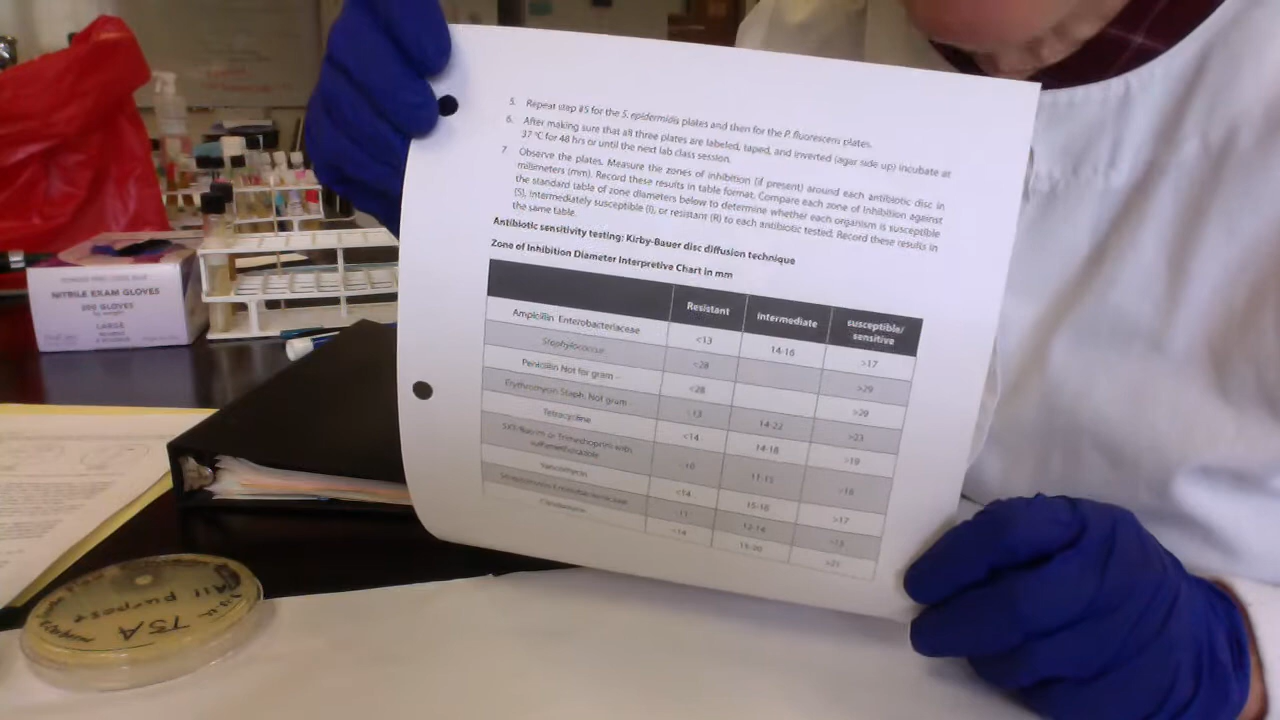 5. Repeat step #5 for the S. epidermidis plates and then for the P. fluorescens plates.
6. After making sure that all three plates are labeled, taped, and inverted (agar side up) incubate at
37 °C for 48 hrs or until the next lab class session.
7. Observe the plates. Measure the zones of inhibition (if present) around each antibiotic disc in
millimeters (mm). Record these results in table format. Compare each zone of inhibition against
the standard table of zone diameters below to determine whether each organism is susceptible
(S), intermediately susceptible (I), or resistant (R) to each antibiotic tested. Record these results in
the same table.
Antibiotic sensitivity testing: Kirby-Bauer disc diffusion technique
Zone of Inhibition Diameter Interpretive Chart in mm
Resistant Intermediate susceptible/
sensitive
Ampicillin Enterobacteriaceae <13 14-16 >17
Staphylococcus <28 >29
Penicillin Not for gram - <28 >29
Erythromycin Staph. Not gram <13 14-22 >23
Tetracycline <14 14-18 >19
with
Vancomycin <14 15-16 >17
12-14
NITRILE EXAM GLOVES
200 GLOVES
LARGE
TSA
All purpose